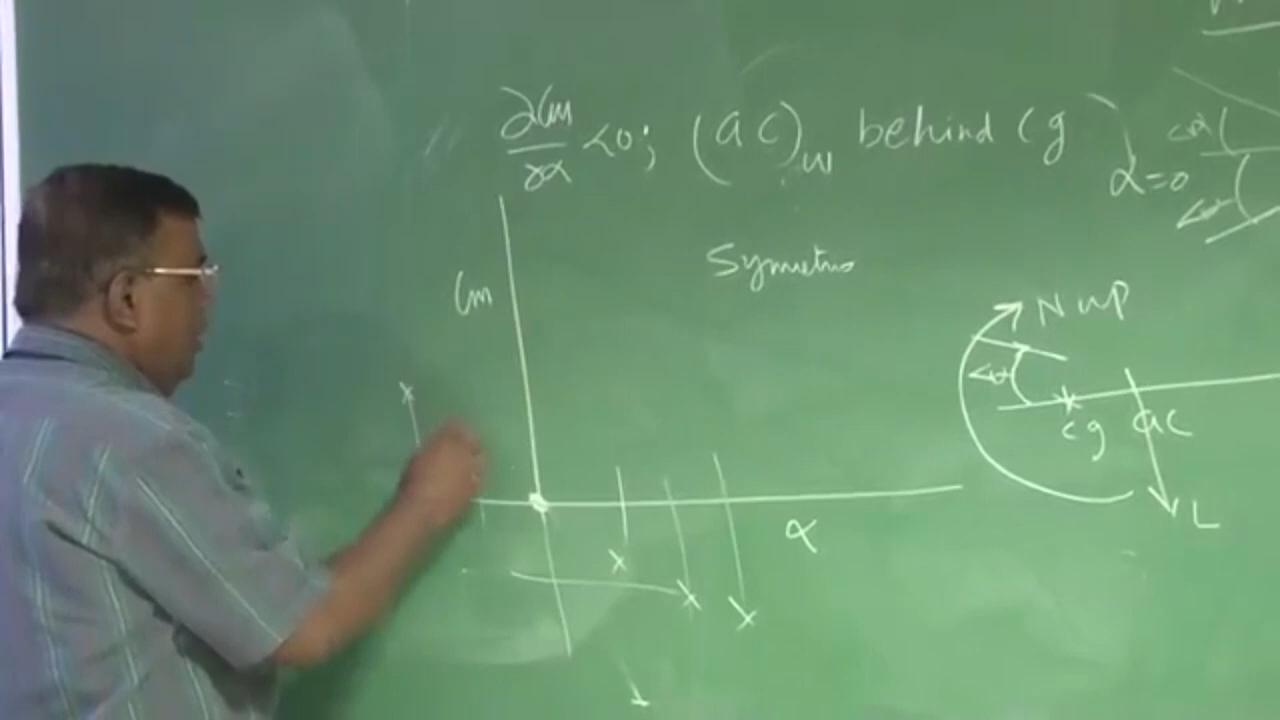 ∂Cm/∂α <0; (ac)w behind Cg
α=0
Symmetric
Cm
N up
cg
ac
α
L